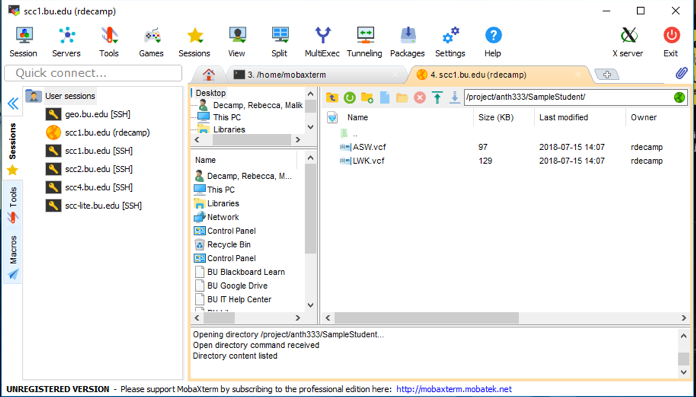 scc1.bu.edu (rdecamp)
Session Servers Tools Games Sessions View Split MultiExec Tunneling Packages Settings Help X server Exit
Quick connect...
3. /home/mobaxterm
4. scc1.bu.edu (rdecamp)
User sessions
geo.bu.edu [SSH]
scc1.bu.edu (rdecamp)
scc1.bu.edu [SSH]
scc2.bu.edu [SSH]
scc4.bu.edu [SSH]
scc-lite.bu.edu [SSH]
Sessions
Tools
Macros
Desktop
Decamp, Rebecca, Malik
This PC
Libraries
Name
Decamp, Rebecca, M...
This PC
Libraries
Network
Control Panel
Recycle Bin
Control Panel
BU Blackboard Learn
BU Google Drive
BU IT Help Center
/project/anth333/SampleStudent/
Name Size (KB) Last modified Owner
..
ASW.vcf 97 2018-07-15 14:07 rdecamp
LWK.vcf 129 2018-07-15 14:07 rdecamp
Opening directory /project/anth333/SampleStudent...
Open directory command received
Directory content listed
UNREGISTERED VERSION - Please support MobaXterm by subscribing to the professional edition here: http://mobaxterm.mobatek.net